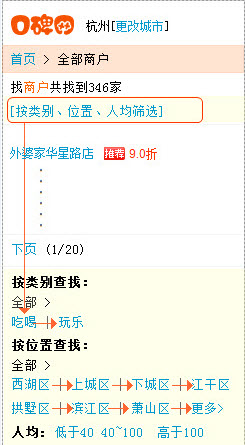 口碑网 杭州[更改城市]
首页 > 全部商户
找商户共找到346家
[按类别、位置、人均筛选]
外婆家华星路店 推荐 9.0折
下页 (1/20)
按类别查找:
全部 >
吃喝 玩乐
按位置查找:
全部 >
西湖区 上城区 下城区 江干区
拱墅区 滨江区 萧山区 更多>
人均: 低于40 40~100 高于100